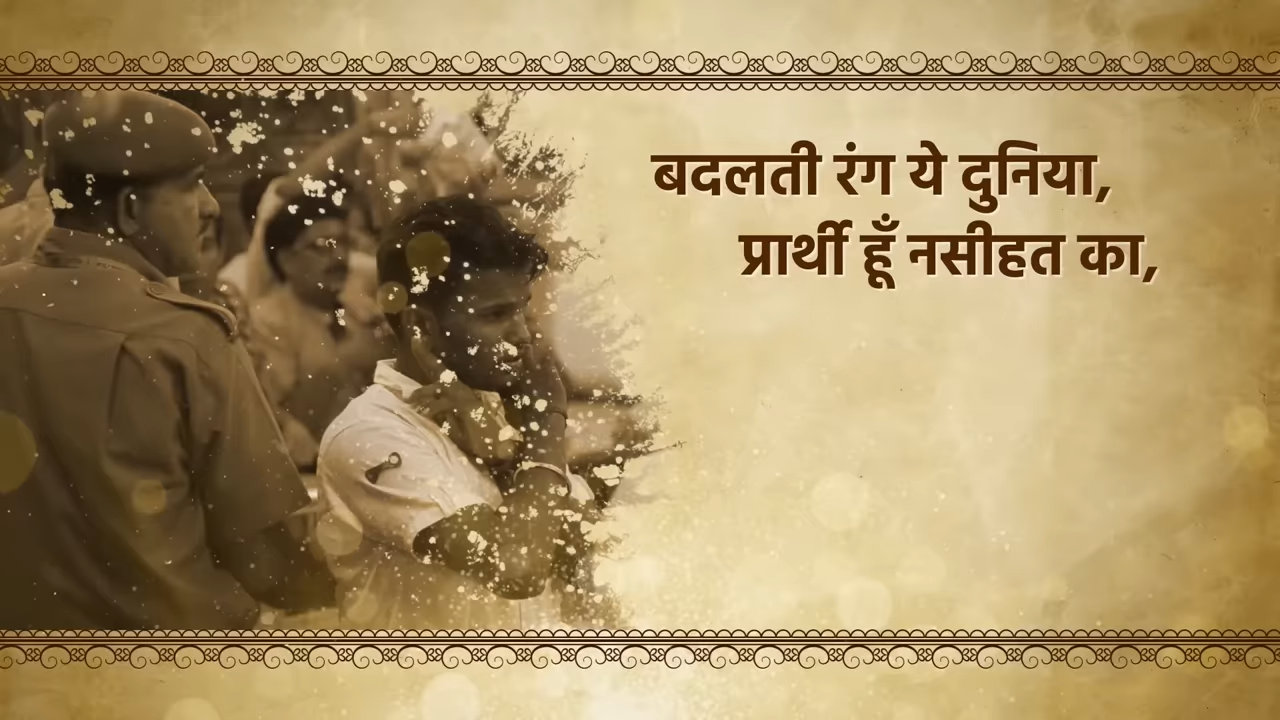 बदलती रंग ये दुनिया,
प्रार्थी हूँ नसीहत का,